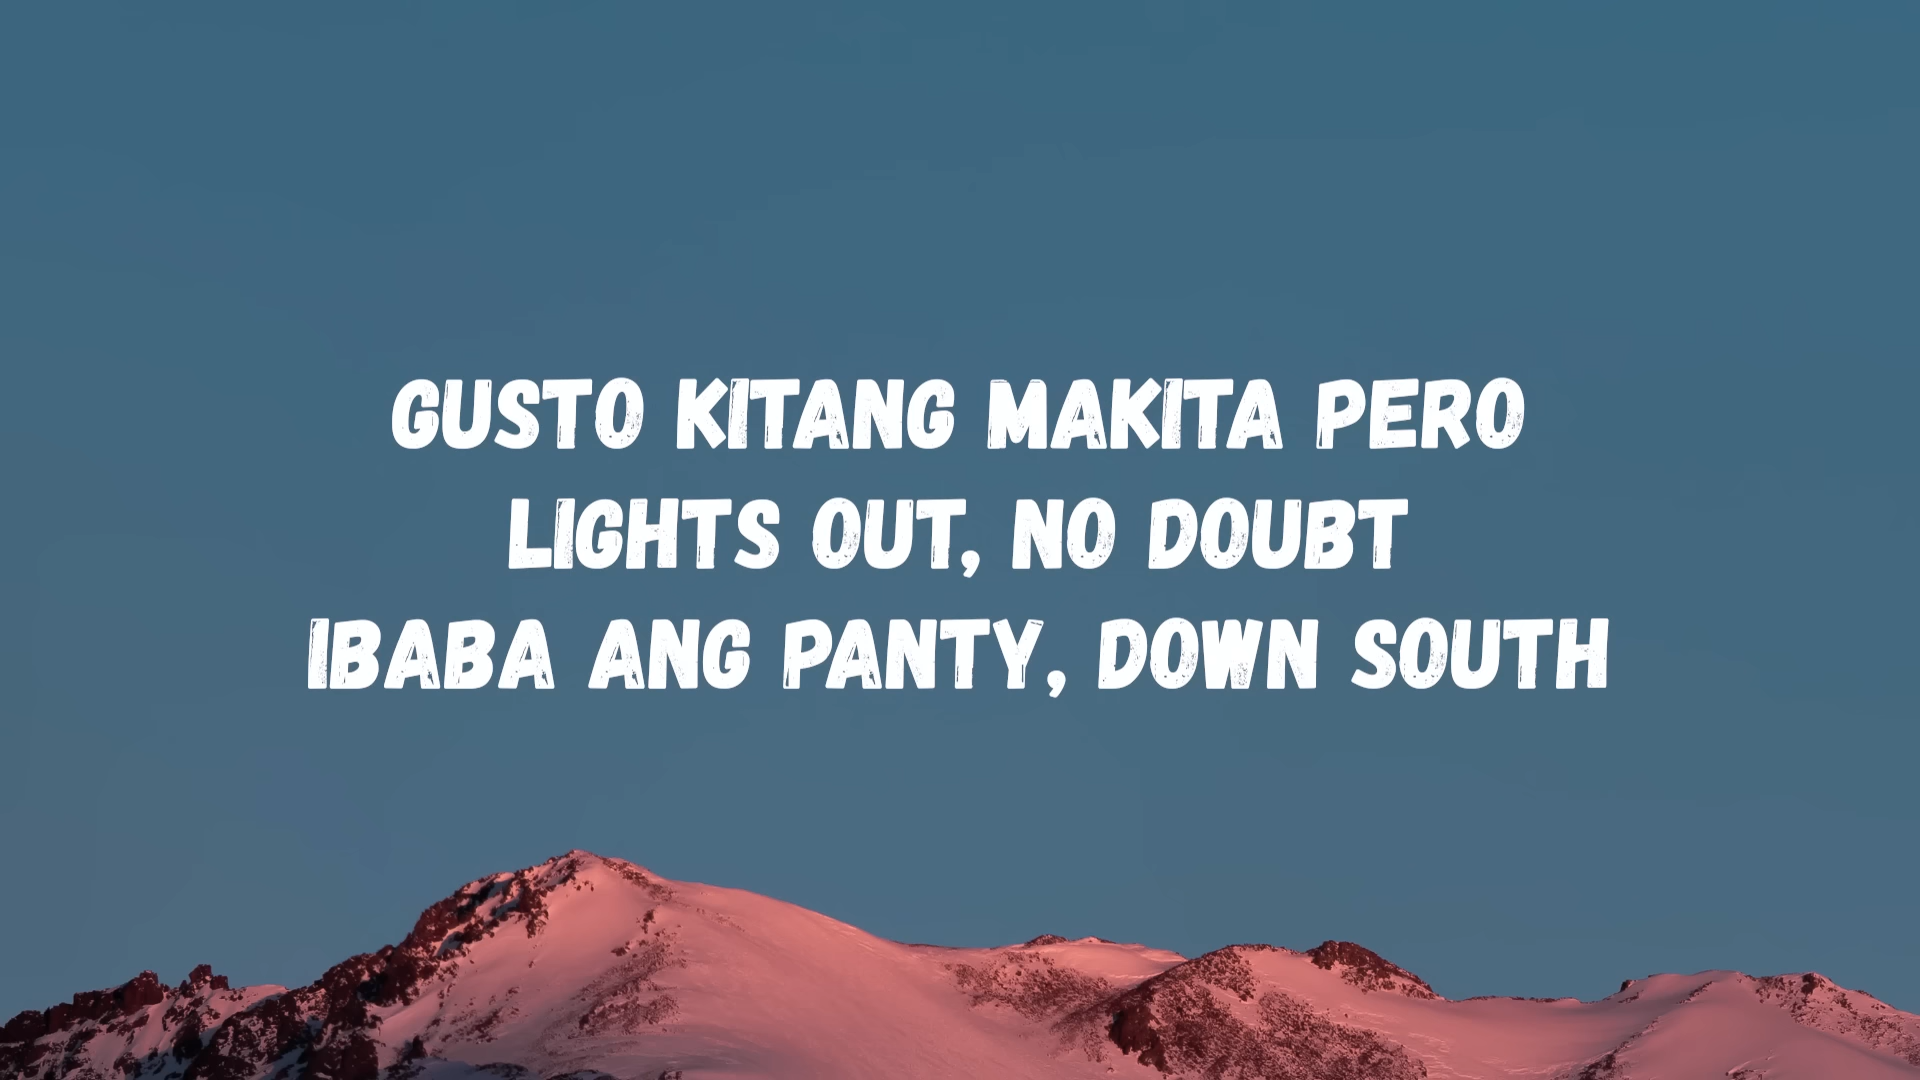 GUSTO KITANG MAKITA PERO
LIGHTS OUT, NO DOUBT
IBABA ANG PANTY, DOWN SOUTH